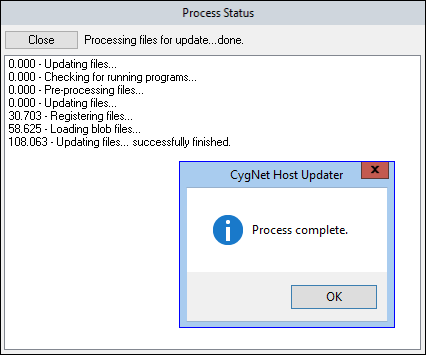 Process Status
Close Processing files for update...done.
0.000 - Updating files...
0.000 - Checking for running programs...
0.000 - Pre-processing files...
0.000 - Updating files...
30.703 - Registering files...
58.625 - Loading blob files...
108.063 - Updating files... successfully finished.
CygNet Host Updater
x
Process complete.
OK